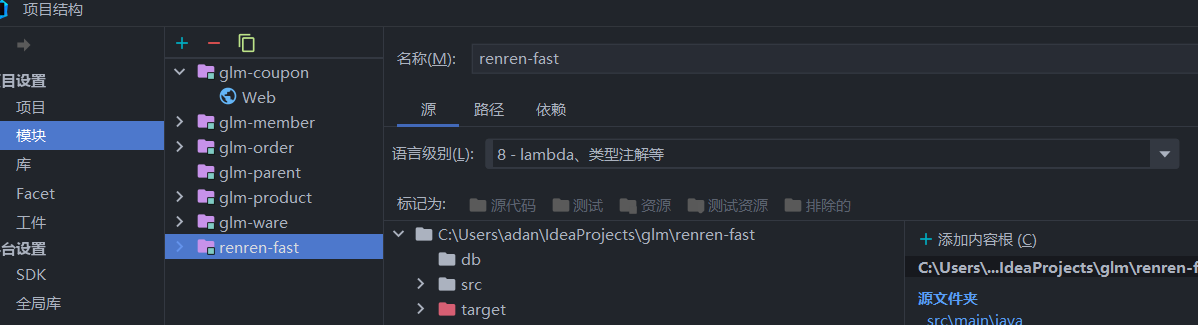 项目结构
项目设置
项目
模块
库
Facet
工件
平台设置
SDK
全局库
glm-coupon
Web
glm-member
glm-order
glm-parent
glm-product
glm-ware
renren-fast
名称(M): renren-fast
源 路径 依赖
语言级别(L): 8 - lambda、类型注解等
标记为: 源代码 测试 资源 测试资源 排除的
C:\Users\adan\IdeaProjects\glm\renren-fast
db
src
target
添加内容根 (C)
C:\Users\...IdeaProjects\glm\renren-f
源文件夹
src\main\java